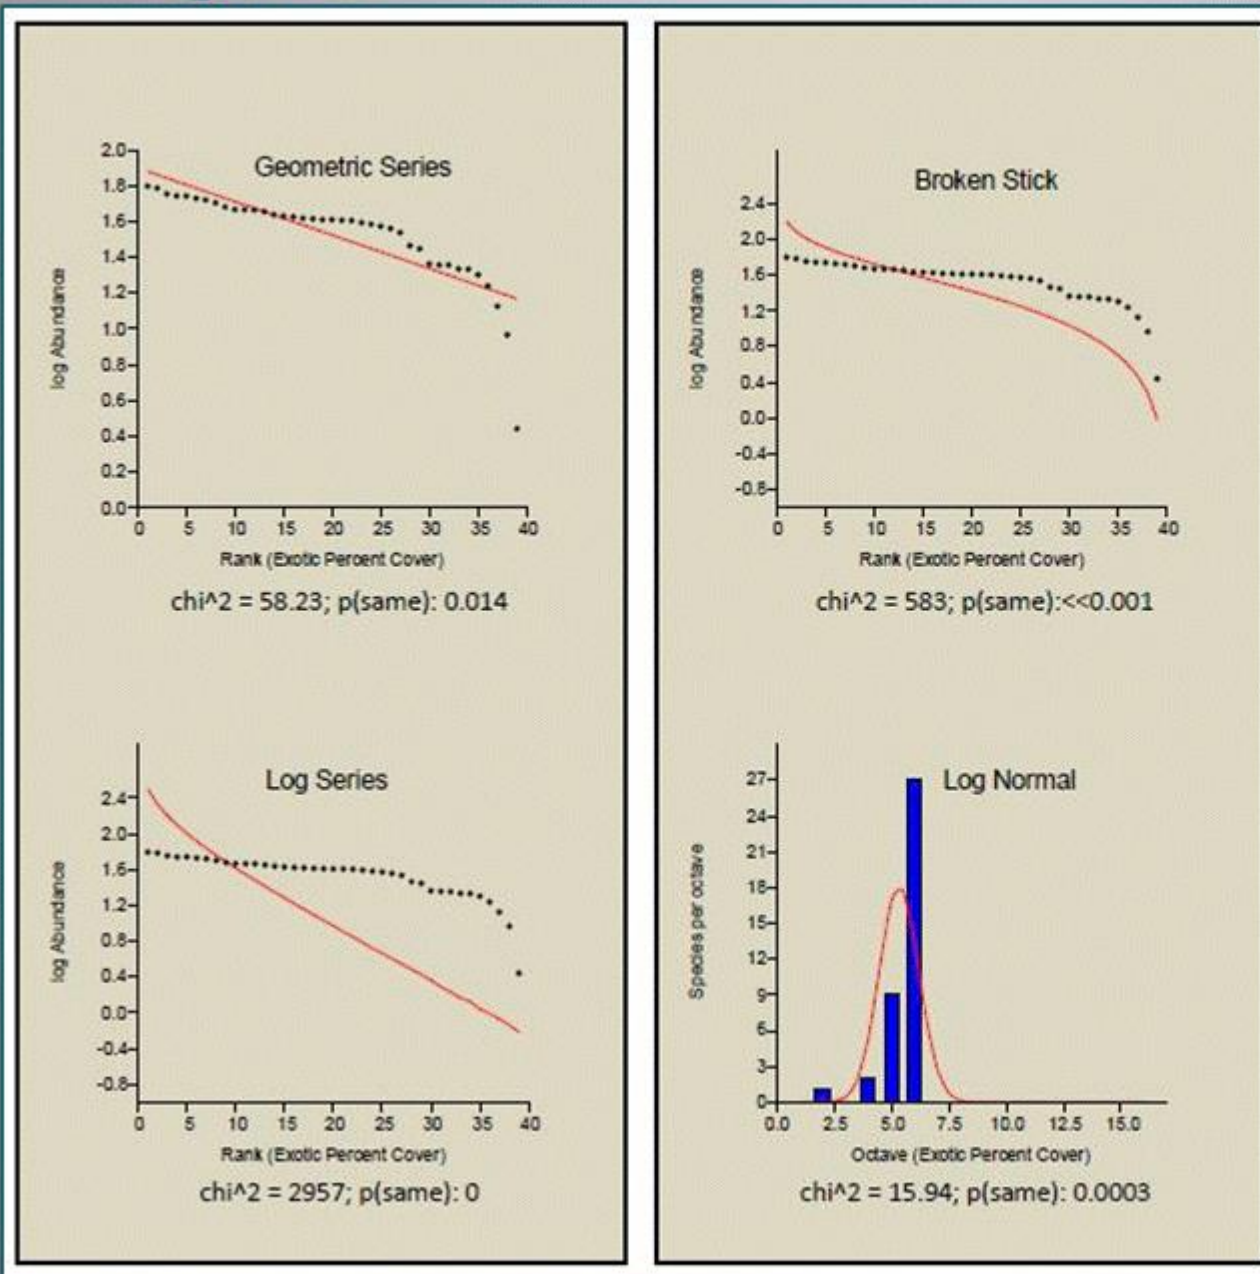 Geometric Series
2.0
1.8
1.6
1.4
1.2
1.0
0.8
0.6
0.4
0.2
0.0
log Abundance
0 5 10 15 20 25 30 35 40
Rank (Exotic Percent Cover)
chi^2 = 58.23; p(same): 0.014
Broken Stick
2.4
2.0
1.6
1.2
0.8
0.4
0.0
-0.4
-0.8
log Abundance
0 5 10 15 20 25 30 35 40
Rank (Exotic Percent Cover)
chi^2 = 583; p(same):<<0.001
Log Series
2.4
2.0
1.6
1.2
0.8
0.4
0.0
-0.4
-0.8
log Abundance
0 5 10 15 20 25 30 35 40
Rank (Exotic Percent Cover)
chi^2 = 2957; p(same): 0
Log Normal
27
24
21
18
15
12
9
6
3
0
Species per octave
0.0 2.5 5.0 7.5 10.0 12.5 15.0
Octave (Exotic Percent Cover)
chi^2 = 15.94; p(same): 0.0003